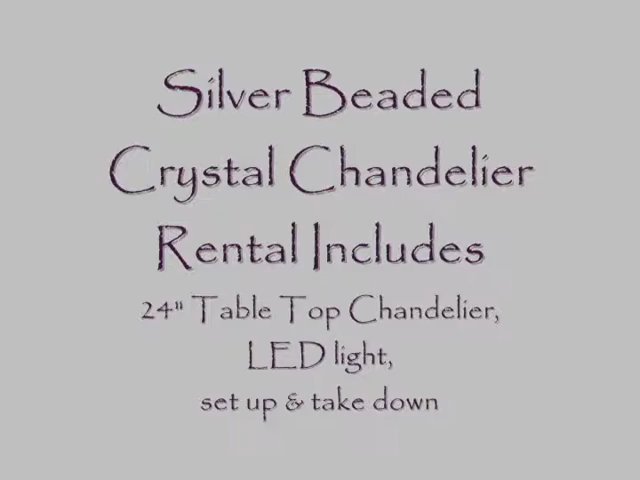 Silver Beaded
Crystal Chandelier
Rental Includes
24" Table Top Chandelier,
LED light,
set up & take down